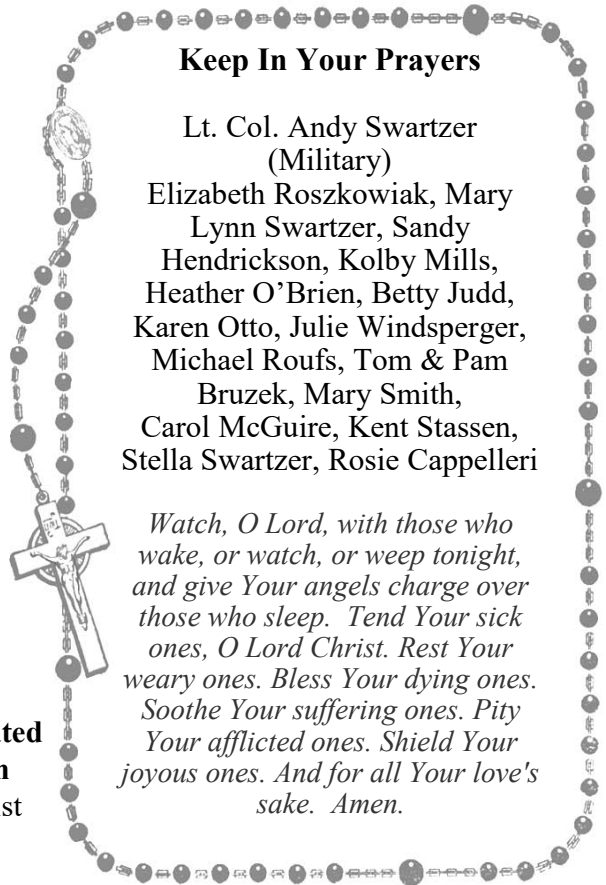 Keep In Your Prayers
Lt. Col. Andy Swartzer
(Military)
Elizabeth Roszkowiak, Mary
Lynn Swartzer, Sandy
Hendrickson, Kolby Mills,
Heather O’Brien, Betty Judd,
Karen Otto, Julie Windsperger,
Michael Roufs, Tom & Pam
Bruzek, Mary Smith,
Carol McGuire, Kent Stassen,
Stella Swartzer, Rosie Cappelleri
Watch, O Lord, with those who
wake, or watch, or weep tonight,
and give Your angels charge over
those who sleep.  Tend Your sick
ones, O Lord Christ. Rest Your
weary ones. Bless Your dying ones.
Soothe Your suffering ones. Pity
Your afflicted ones. Shield Your
joyous ones. And for all Your love's
sake.  Amen.